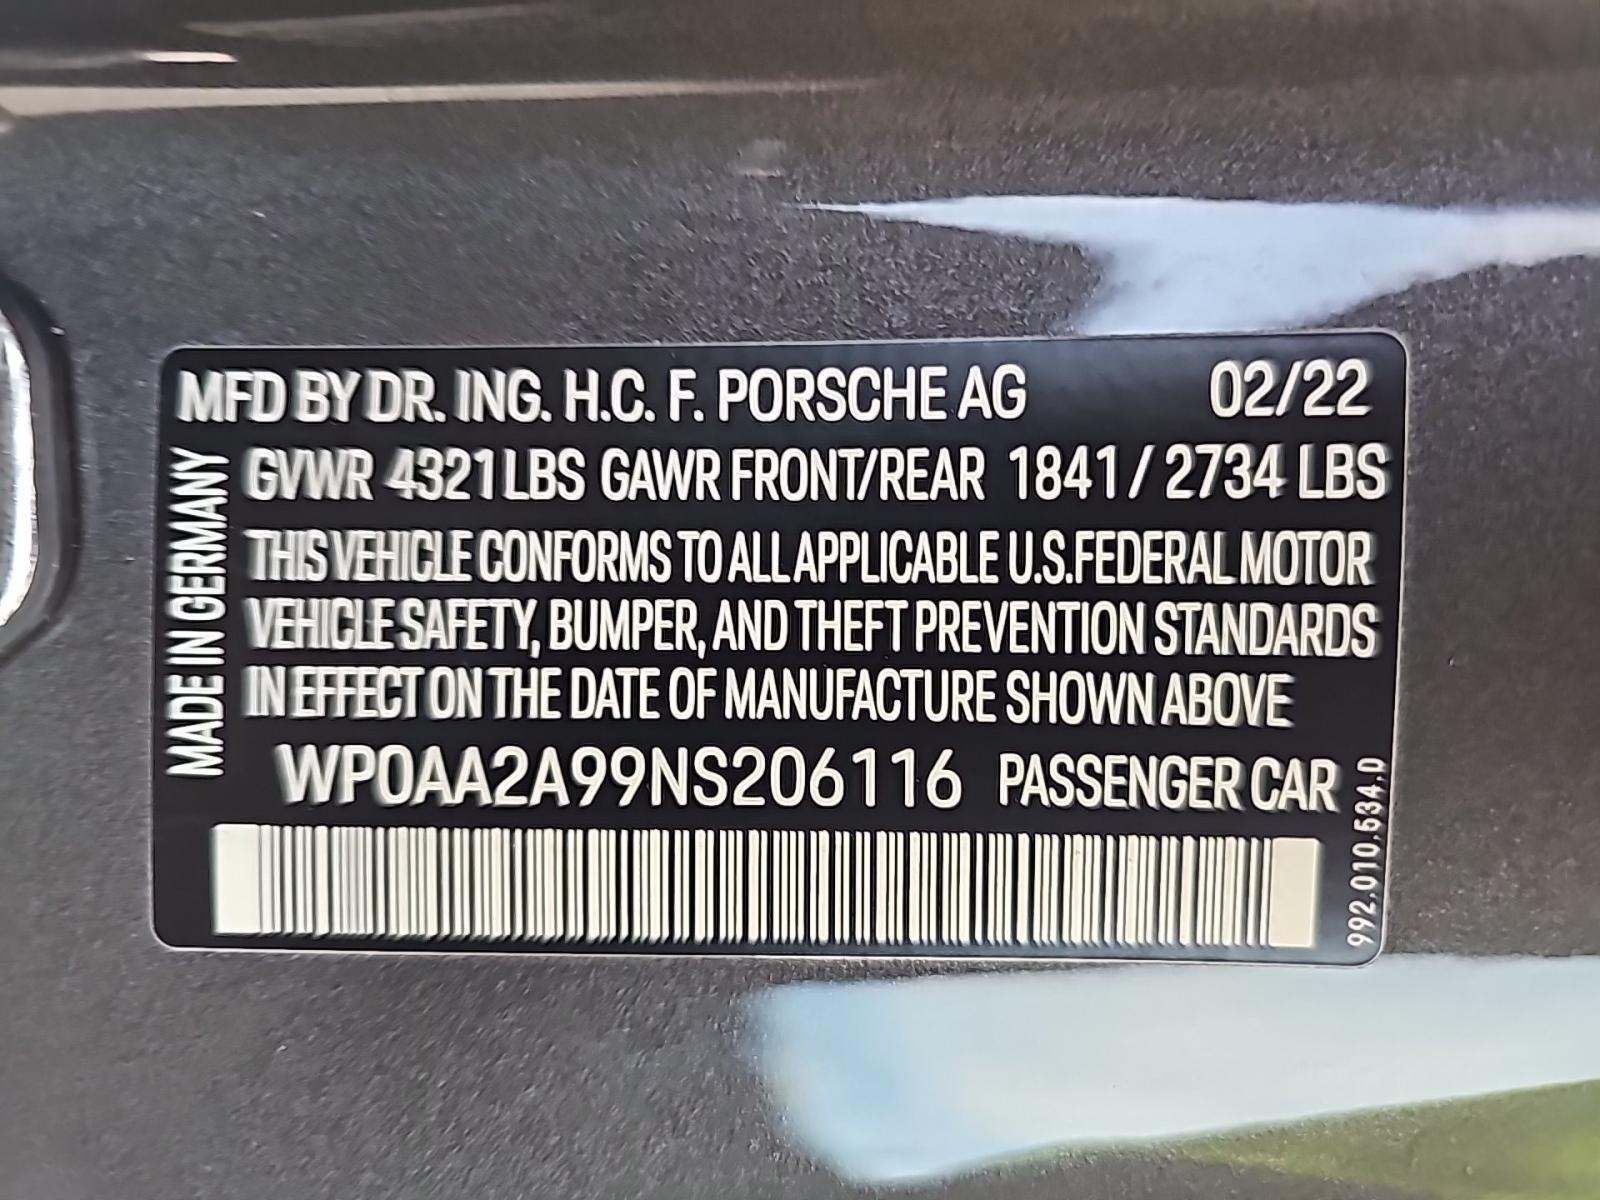 MFD BY DR. ING. H.C. F. PORSCHE AG 02/22
GVWR 4321 LBS GAWR FRONT/REAR 1841 / 2734 LBS
THIS VEHICLE CONFORMS TO ALL APPLICABLE U.S.FEDERAL MOTOR
VEHICLE SAFETY, BUMPER, AND THEFT PREVENTION STANDARDS
IN EFFECT ON THE DATE OF MANUFACTURE SHOWN ABOVE
WP0AA2A99NS206116 PASSENGER CAR
MADE IN GERMANY
992.010.534.D